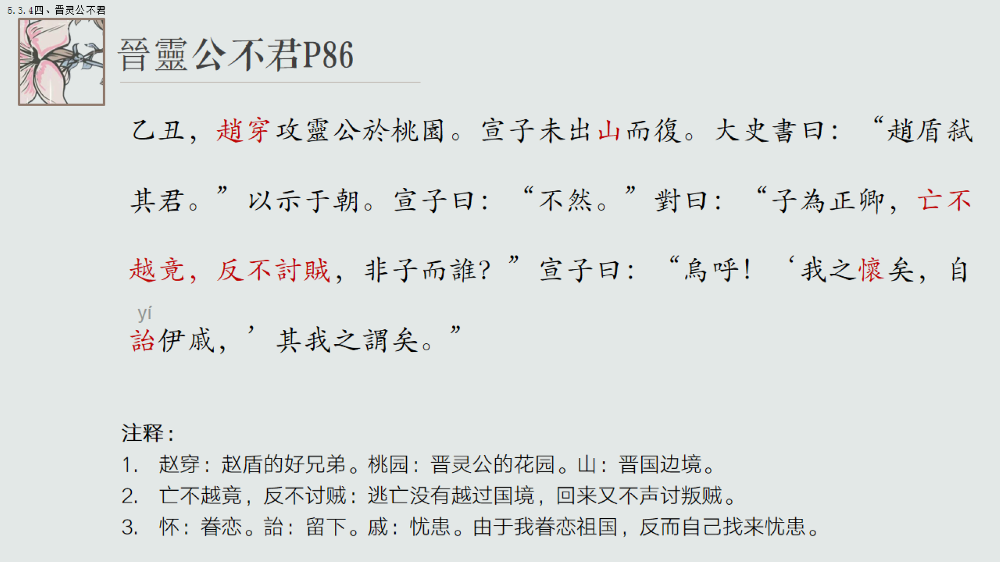 5.3.4四、晋灵公不君
晉靈公不君P86
乙丑，趙穿攻靈公於桃園。宣子未出山而復。大史書曰：“趙盾弑
其君。”以示于朝。宣子曰：“不然。”對曰：“子為正卿，亡不
越竟，反不討賊，非子而誰？”宣子曰：“烏呼！‘我之懷矣，自
yí
詒伊戚，’其我之謂矣。”
注释：
1. 赵穿：赵盾的好兄弟。桃园：晋灵公的花园。山：晋国边境。
2. 亡不越竟，反不讨贼：逃亡没有越过国境，回来又不声讨叛贼。
3. 怀：眷恋。詒：留下。戚：忧患。由于我眷恋祖国，反而自己找来忧患。